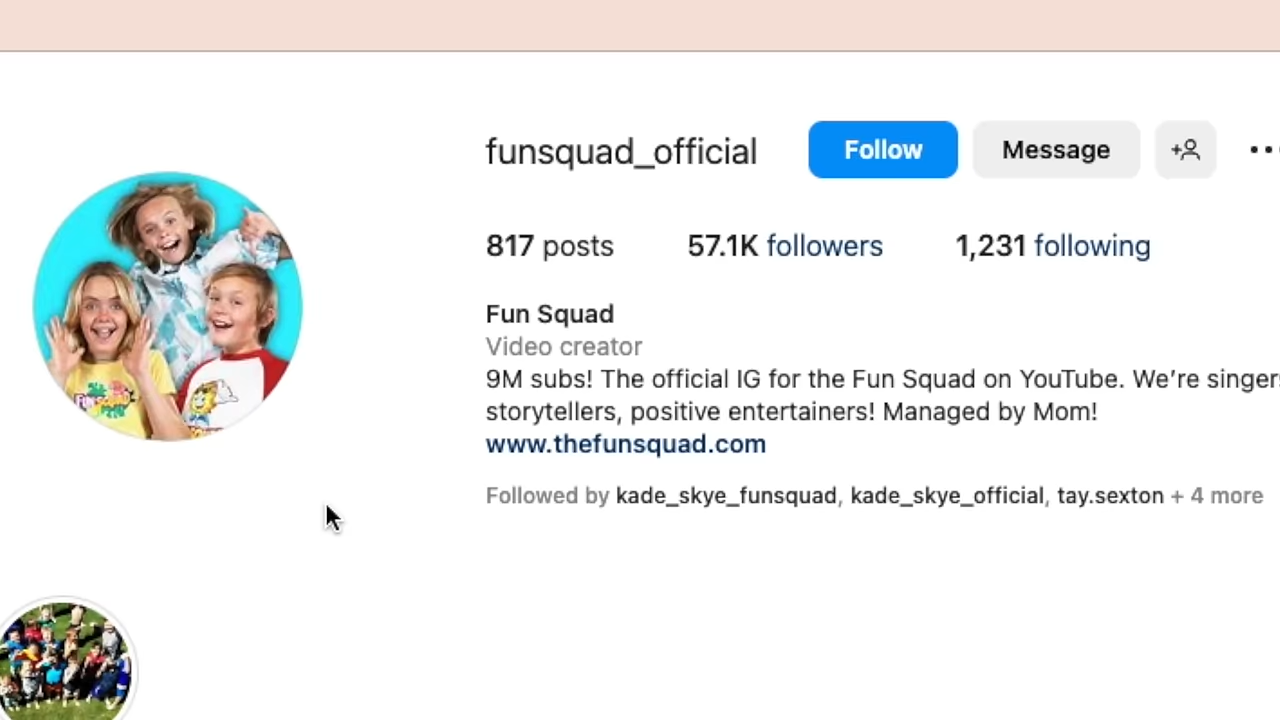 funsquad_official Follow Message
817 posts 57.1K followers 1,231 following
Fun Squad
Video creator
9M subs! The official IG for the Fun Squad on YouTube. We’re singers
storytellers, positive entertainers! Managed by Mom!
www.thefunsquad.com
Followed by kade_skye_funsquad, kade_skye_official, tay.sexton + 4 more